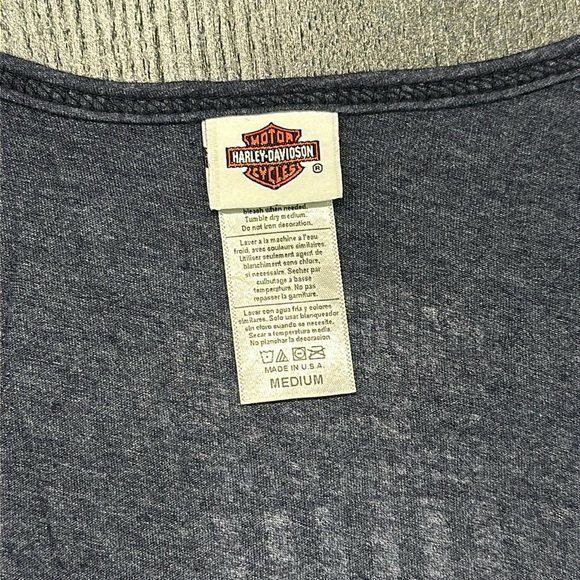 MOTOR
HARLEY-DAVIDSON
CYCLES
®
bleach when needed.
Tumble dry medium.
Do not iron decoration.
Laver a la machine a l'eau
froid, avec couleurs similaires.
Utiliser seulement agent de
blanchiment sans chlore,
si necessaire. Secher par
culbutage a basse
temperature. No pas
repasser la garniture.
Lavar con agua fria y colores
similares. Solo usar blanqueador
sin cloro cuando se necesite.
Secar a temperatura media.
No planchar la decoracion.
MADE IN U.S.A.
MEDIUM